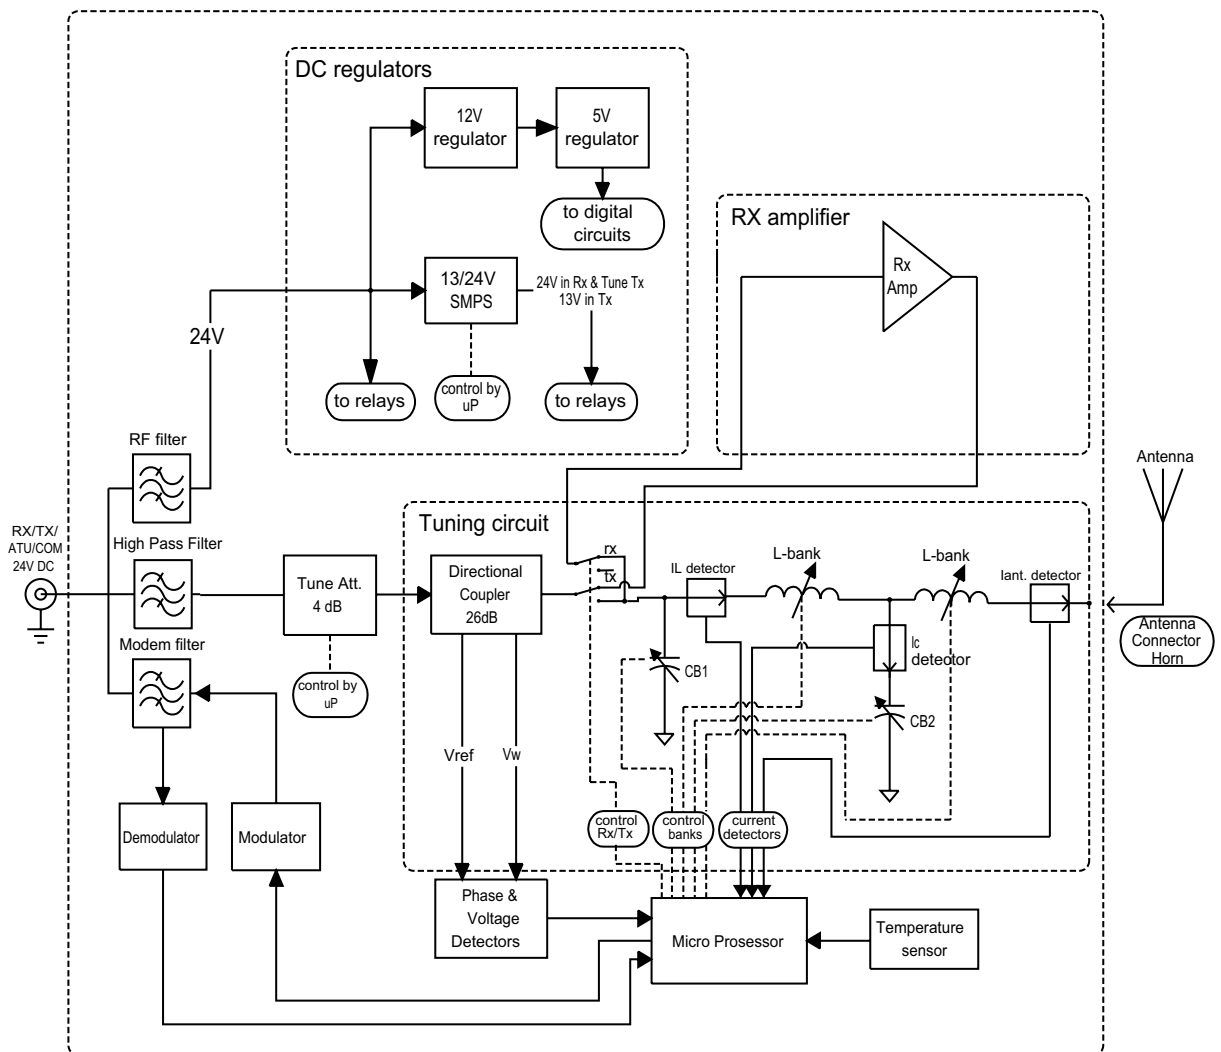 DC regulators
12V
regulator
5V
regulator
to digital
circuits
13/24V
SMPS
24V in Rx & Tune Tx
13V in Tx
24V
to relays
control by
uP
to relays
RX amplifier
Rx
Amp
RF filter
RX/TX/
ATU/COM
24V DC
High Pass Filter
Modem filter
Tune Att.
4 dB
control by
uP
Tuning circuit
Directional
Coupler
26dB
rx
tx
IL detector
L-bank
L-bank
Iant. detector
Ic
detector
CB1
CB2
Antenna
Antenna
Connector
Horn
Vref
Vw
control
Rx/Tx
control
banks
current
detectors
Demodulator
Modulator
Phase &
Voltage
Detectors
Micro Prosessor
Temperature
sensor